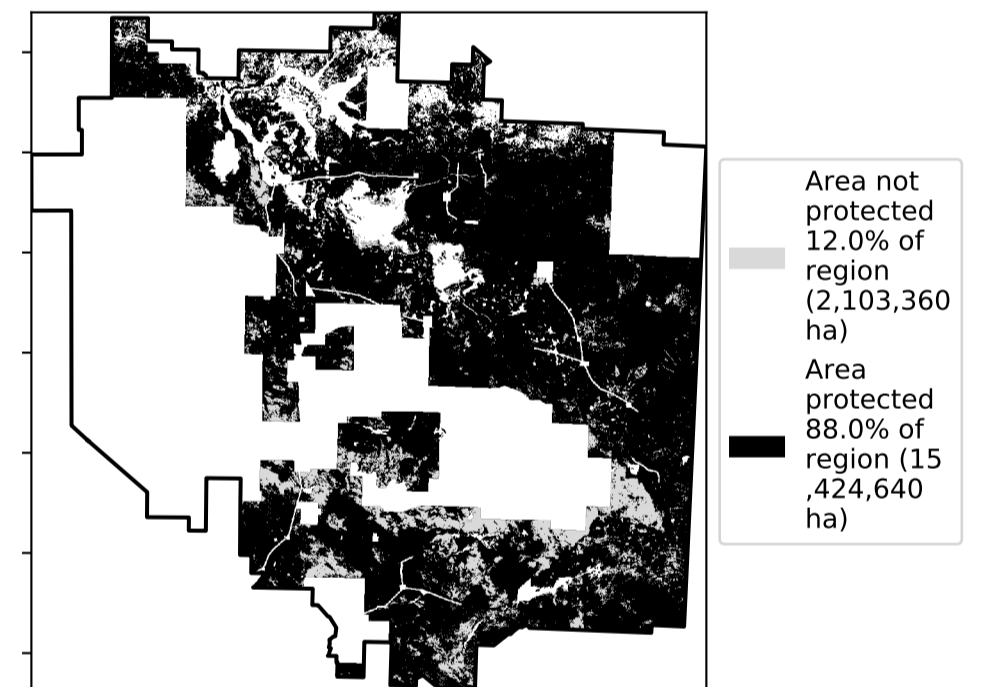 Area not
protected
12.0% of
region
(2,103,360
ha)
Area
protected
88.0% of
region (15
,424,640
ha)